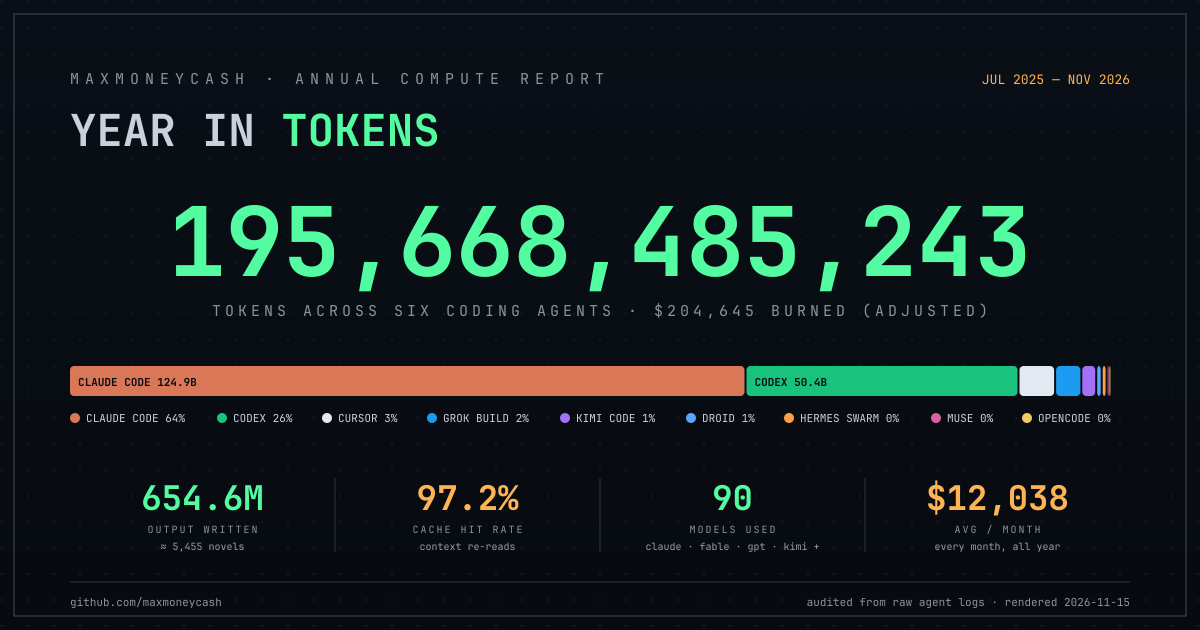 MAXMONEYCASH · ANNUAL COMPUTE REPORT
JUL 2025 — NOV 2026
YEAR IN TOKENS
195,668,485,243
TOKENS ACROSS SIX CODING AGENTS · $204,645 BURNED (ADJUSTED)
CLAUDE CODE 124.9B CODEX 50.4B
CLAUDE CODE 64% CODEX 26% CURSOR 3% GROK BUILD 2% KIMI CODE 1% DROID 1% HERMES SWARM 0% MUSE 0% OPENCODE 0%
654.6M 97.2% 90 $12,038
OUTPUT WRITTEN CACHE HIT RATE MODELS USED AVG / MONTH
≈ 5,455 novels context re-reads claude · fable · gpt · kimi + every month, all year
github.com/maxmoneycash audited from raw agent logs · rendered 2026-11-15